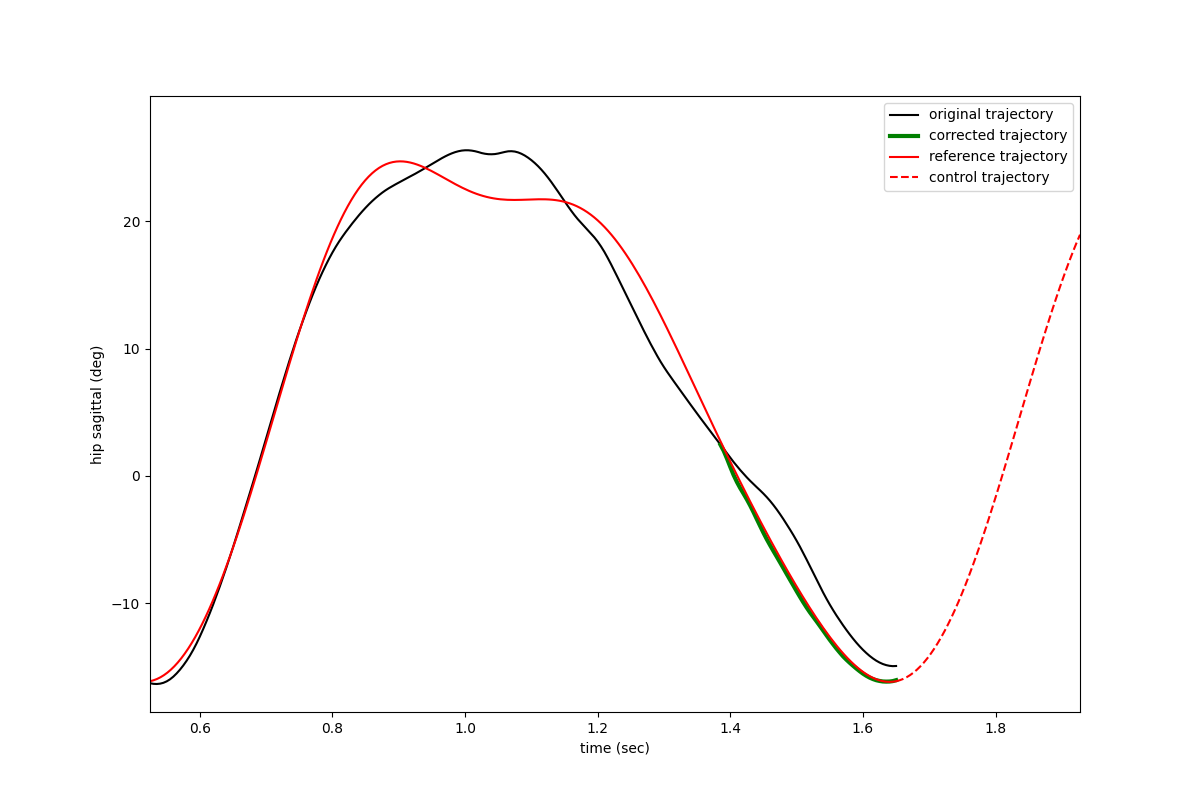 original trajectory
corrected trajectory
reference trajectory
control trajectory
20
10
0
−10
hip sagittal (deg)
0.6 0.8 1.0 1.2 1.4 1.6 1.8
time (sec)